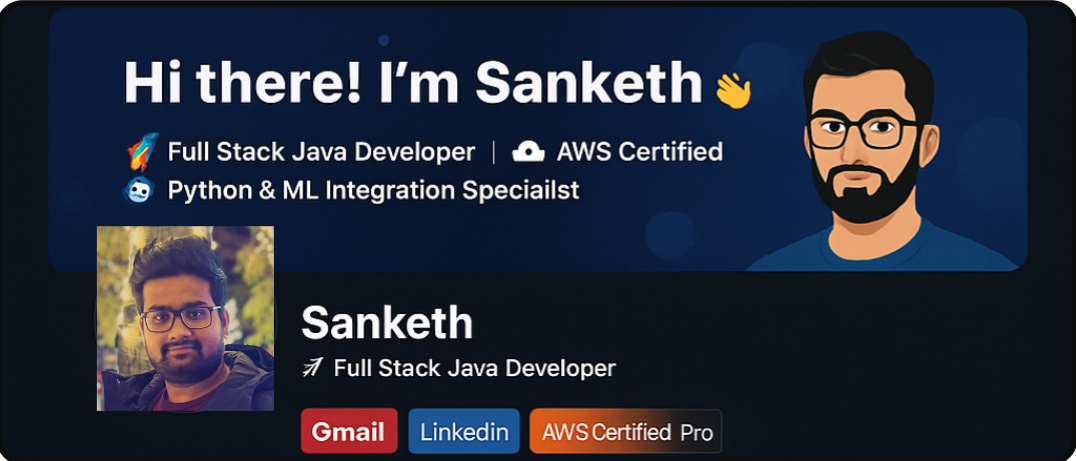 Hi there! I'm Sanketh 👋
Full Stack Java Developer | AWS Certified
Python & ML Integration Speciailst
Sanketh
Full Stack Java Developer
Gmail Linkedin AWS Certified Pro